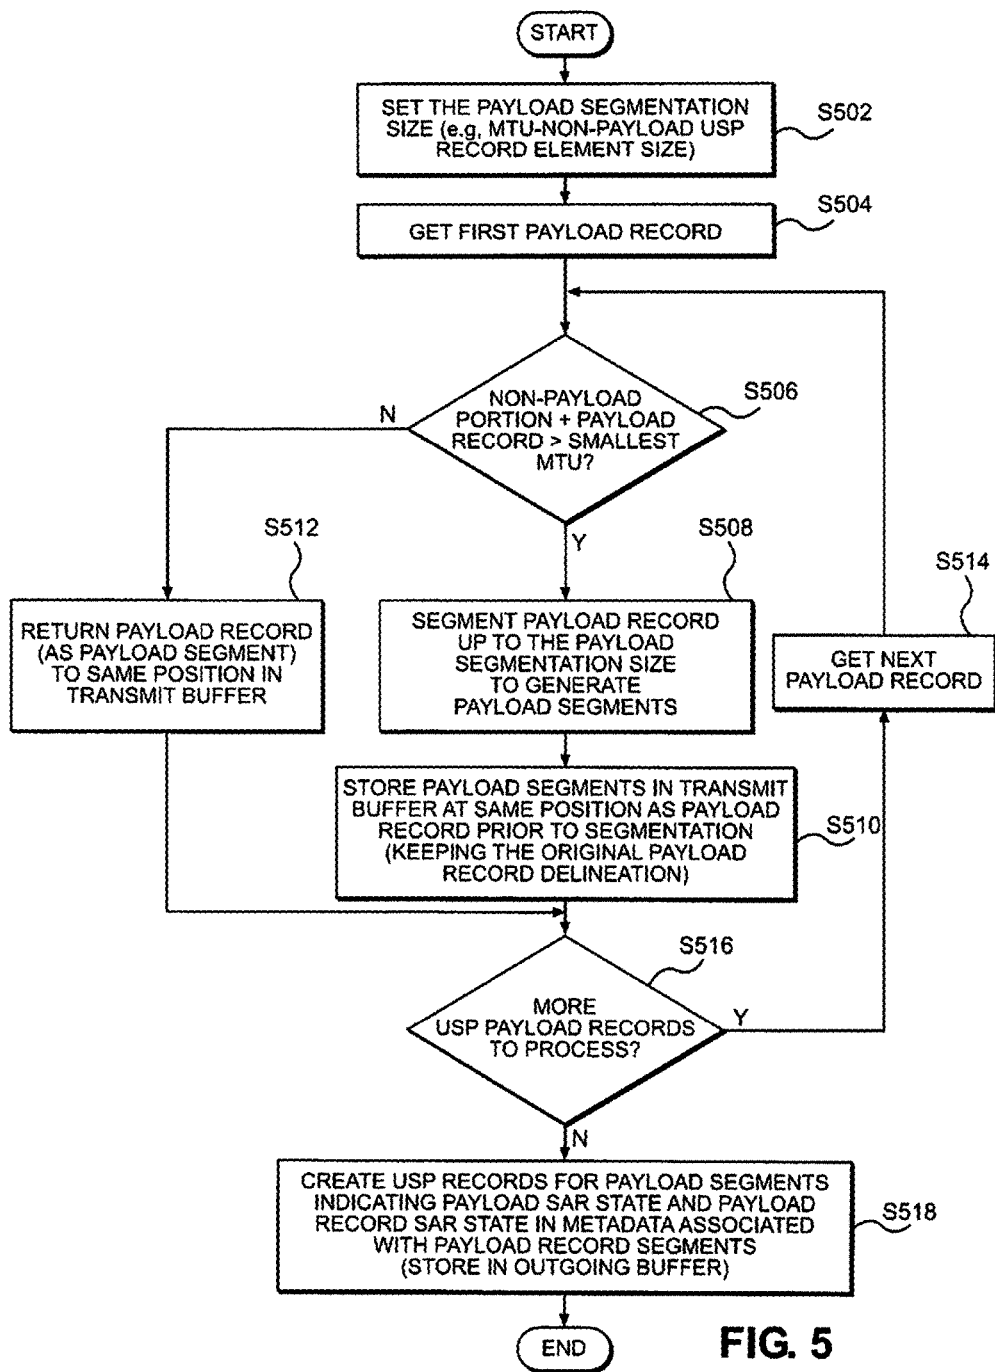 START
SET THE PAYLOAD SEGMENTATION
SIZE (e.g, MTU-NON-PAYLOAD USP
RECORD ELEMENT SIZE)
S502
GET FIRST PAYLOAD RECORD
S504
NON-PAYLOAD
PORTION + PAYLOAD
RECORD > SMALLEST
MTU?
S506
N
Y
S512
RETURN PAYLOAD RECORD
(AS PAYLOAD SEGMENT)
TO SAME POSITION IN
TRANSMIT BUFFER
S508
SEGMENT PAYLOAD RECORD
UP TO THE PAYLOAD
SEGMENTATION SIZE
TO GENERATE
PAYLOAD SEGMENTS
S514
GET NEXT
PAYLOAD RECORD
STORE PAYLOAD SEGMENTS IN TRANSMIT
BUFFER AT SAME POSITION AS PAYLOAD
RECORD PRIOR TO SEGMENTATION
(KEEPING THE ORIGINAL PAYLOAD
RECORD DELINEATION)
S510
S516
MORE
USP PAYLOAD RECORDS
TO PROCESS?
Y
N
CREATE USP RECORDS FOR PAYLOAD SEGMENTS
INDICATING PAYLOAD SAR STATE AND PAYLOAD
RECORD SAR STATE IN METADATA ASSOCIATED
WITH PAYLOAD RECORD SEGMENTS
(STORE IN OUTGOING BUFFER)
S518
END
FIG. 5